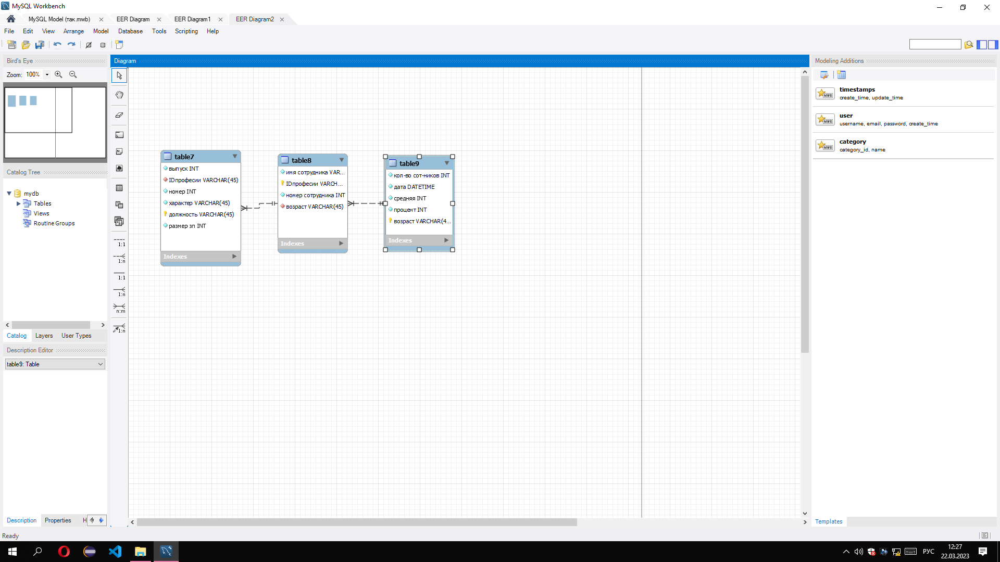 MySQL Workbench
MySQL Model (так.mwb)
EER Diagram
EER Diagram1
EER Diagram2
File Edit View Arrange Model Database Tools Scripting Help
Bird's Eye
Zoom: 100%
Catalog Tree
mydb
Tables
Views
Routine Groups
Catalog Layers User Types
Description Editor
table9: Table
Description Properties H
Ready
Diagram
1:1
1:n
1:1
1:n
n:m
1:n
table7
выпуск INT
IDпрофесии VARCHAR(45)
номер INT
характер VARCHAR(45)
должность VARCHAR(45)
размер зп INT
Indexes
table8
имя сотрудника VAR...
IDпрофесии VARCH...
номер сотрудника INT
возраст VARCHAR(45)
Indexes
table9
кол-во сот-ников INT
дата DATETIME
средняя INT
процент INT
возраст VARCHAR(4...
Indexes
Modeling Additions
MWB
timestamps
create_time, update_time
MWB
user
username, email, password, create_time
MWB
category
category_id, name
Templates
РУС
12:27
22.03.2023